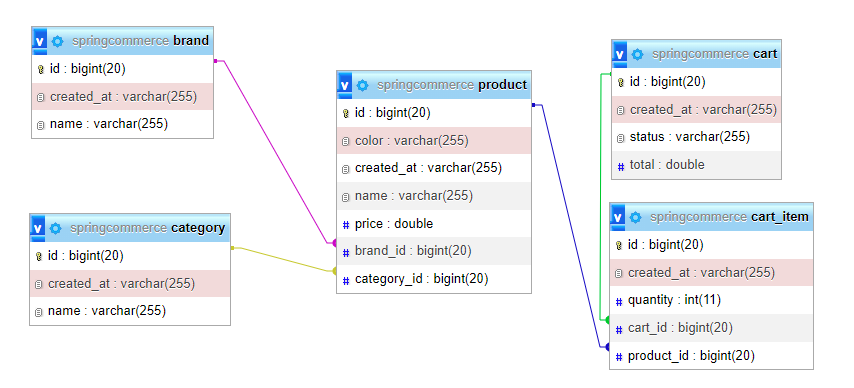 v springcommerce brand
id : bigint(20)
created_at : varchar(255)
name : varchar(255)
v springcommerce category
id : bigint(20)
created_at : varchar(255)
name : varchar(255)
v springcommerce product
id : bigint(20)
color : varchar(255)
created_at : varchar(255)
name : varchar(255)
# price : double
# brand_id : bigint(20)
# category_id : bigint(20)
v springcommerce cart
id : bigint(20)
created_at : varchar(255)
status : varchar(255)
# total : double
v springcommerce cart_item
id : bigint(20)
created_at : varchar(255)
# quantity : int(11)
# cart_id : bigint(20)
# product_id : bigint(20)